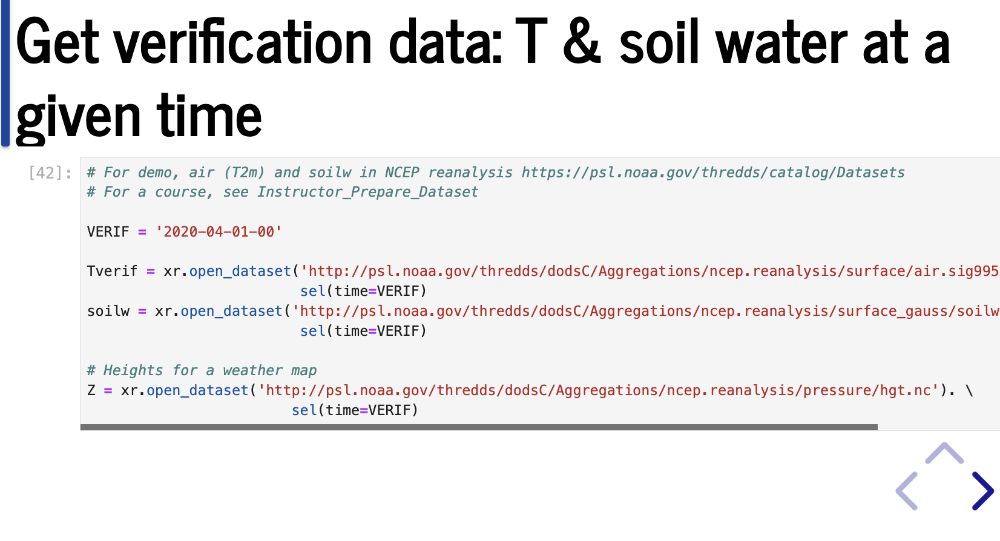 Get verification data: T & soil water at a
given time
[42]:
# For demo, air (T2m) and soilw in NCEP reanalysis https://psl.noaa.gov/thredds/catalog/Datasets
# For a course, see Instructor_Prepare_Dataset
VERIF = '2020-04-01-00'
Tverif = xr.open_dataset('http://psl.noaa.gov/thredds/dodsC/Aggregations/ncep.reanalysis/surface/air.sig995
sel(time=VERIF)
soilw = xr.open_dataset('http://psl.noaa.gov/thredds/dodsC/Aggregations/ncep.reanalysis/surface_gauss/soilw
sel(time=VERIF)
# Heights for a weather map
Z = xr.open_dataset('http://psl.noaa.gov/thredds/dodsC/Aggregations/ncep.reanalysis/pressure/hgt.nc'). \
sel(time=VERIF)